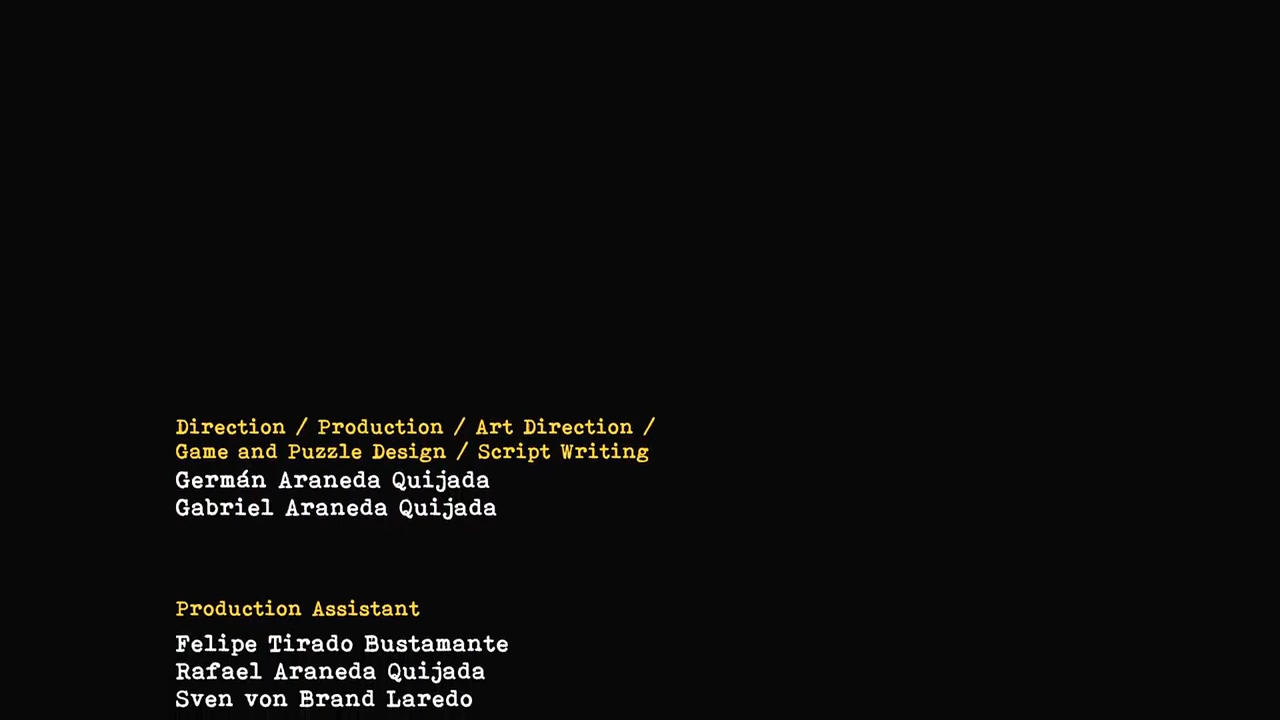 Direction / Production / Art Direction /
Game and Puzzle Design / Script Writing
Germán Araneda Quijada
Gabriel Araneda Quijada
Production Assistant
Felipe Tirado Bustamante
Rafael Araneda Quijada
Sven von Brand Laredo